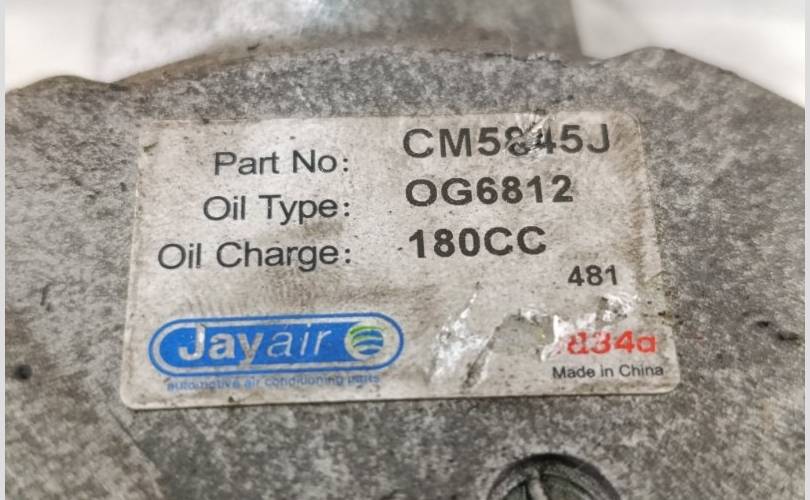 Part No: CM5845J
Oil Type: OG6812
Oil Charge: 180CC
481
Jayair
automotive air conditioning parts
134a
Made in China